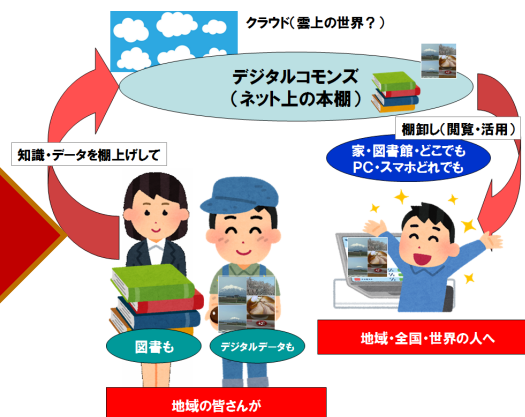 クラウド(雲上の世界?)
デジタルコモンズ
(ネット上の本棚)
棚卸し(閲覧・活用)
知識・データを棚上げして
家・図書館・どこでも
PC・スマホどれでも
図書も
デジタルデータも
地域・全国・世界の人へ
地域の皆さんが